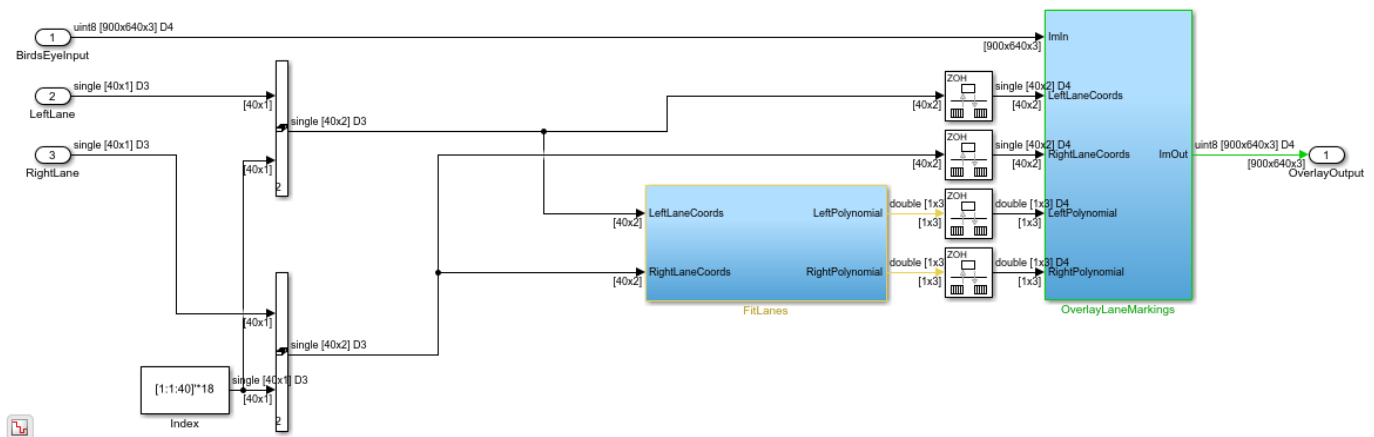 uint8 [900x640x3] D4
1
BirdsEyeInput
[900x640x3]
ImIn
single [40x1] D3
2
LeftLane
[40x1]
single [40x1] D3
3
RightLane
[40x1]
2
single [40x2] D3
ZOH
[40x2]
single [40x2] D4
[40x2]
LeftLaneCoords
ZOH
[40x2]
single [40x2] D4
[40x2]
RightLaneCoords
ImOut
uint8 [900x640x3] D4
[900x640x3]
1
OverlayOutput
[40x2]
LeftLaneCoords
LeftPolynomial
double [1x3
[1x3]
ZOH
double [1x3] D4
[1x3]
LeftPolynomial
[40x2]
RightLaneCoords
RightPolynomial
double [1x3
[1x3]
ZOH
double [1x3] D4
[1x3]
RightPolynomial
FitLanes
OverlayLaneMarkings
[40x1]
single [40x2] D3
[1:1:40]'*18
Index
single [40x1] D3
[40x1]
2